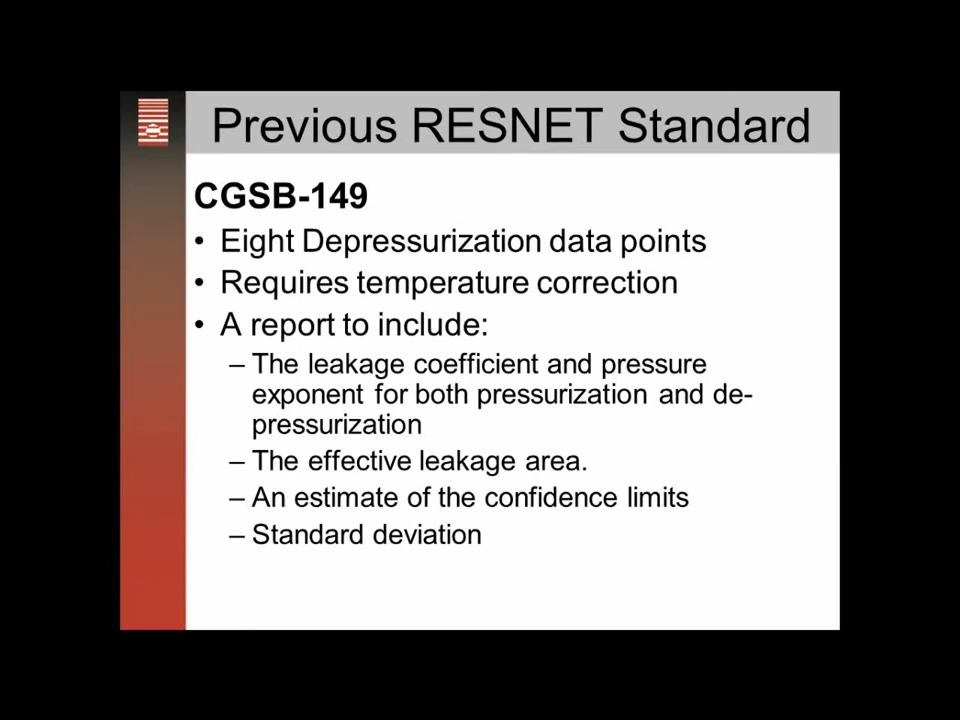 Previous RESNET Standard
CGSB-149
• Eight Depressurization data points
• Requires temperature correction
• A report to include:
– The leakage coefficient and pressure
exponent for both pressurization and de-
pressurization
– The effective leakage area.
– An estimate of the confidence limits
– Standard deviation